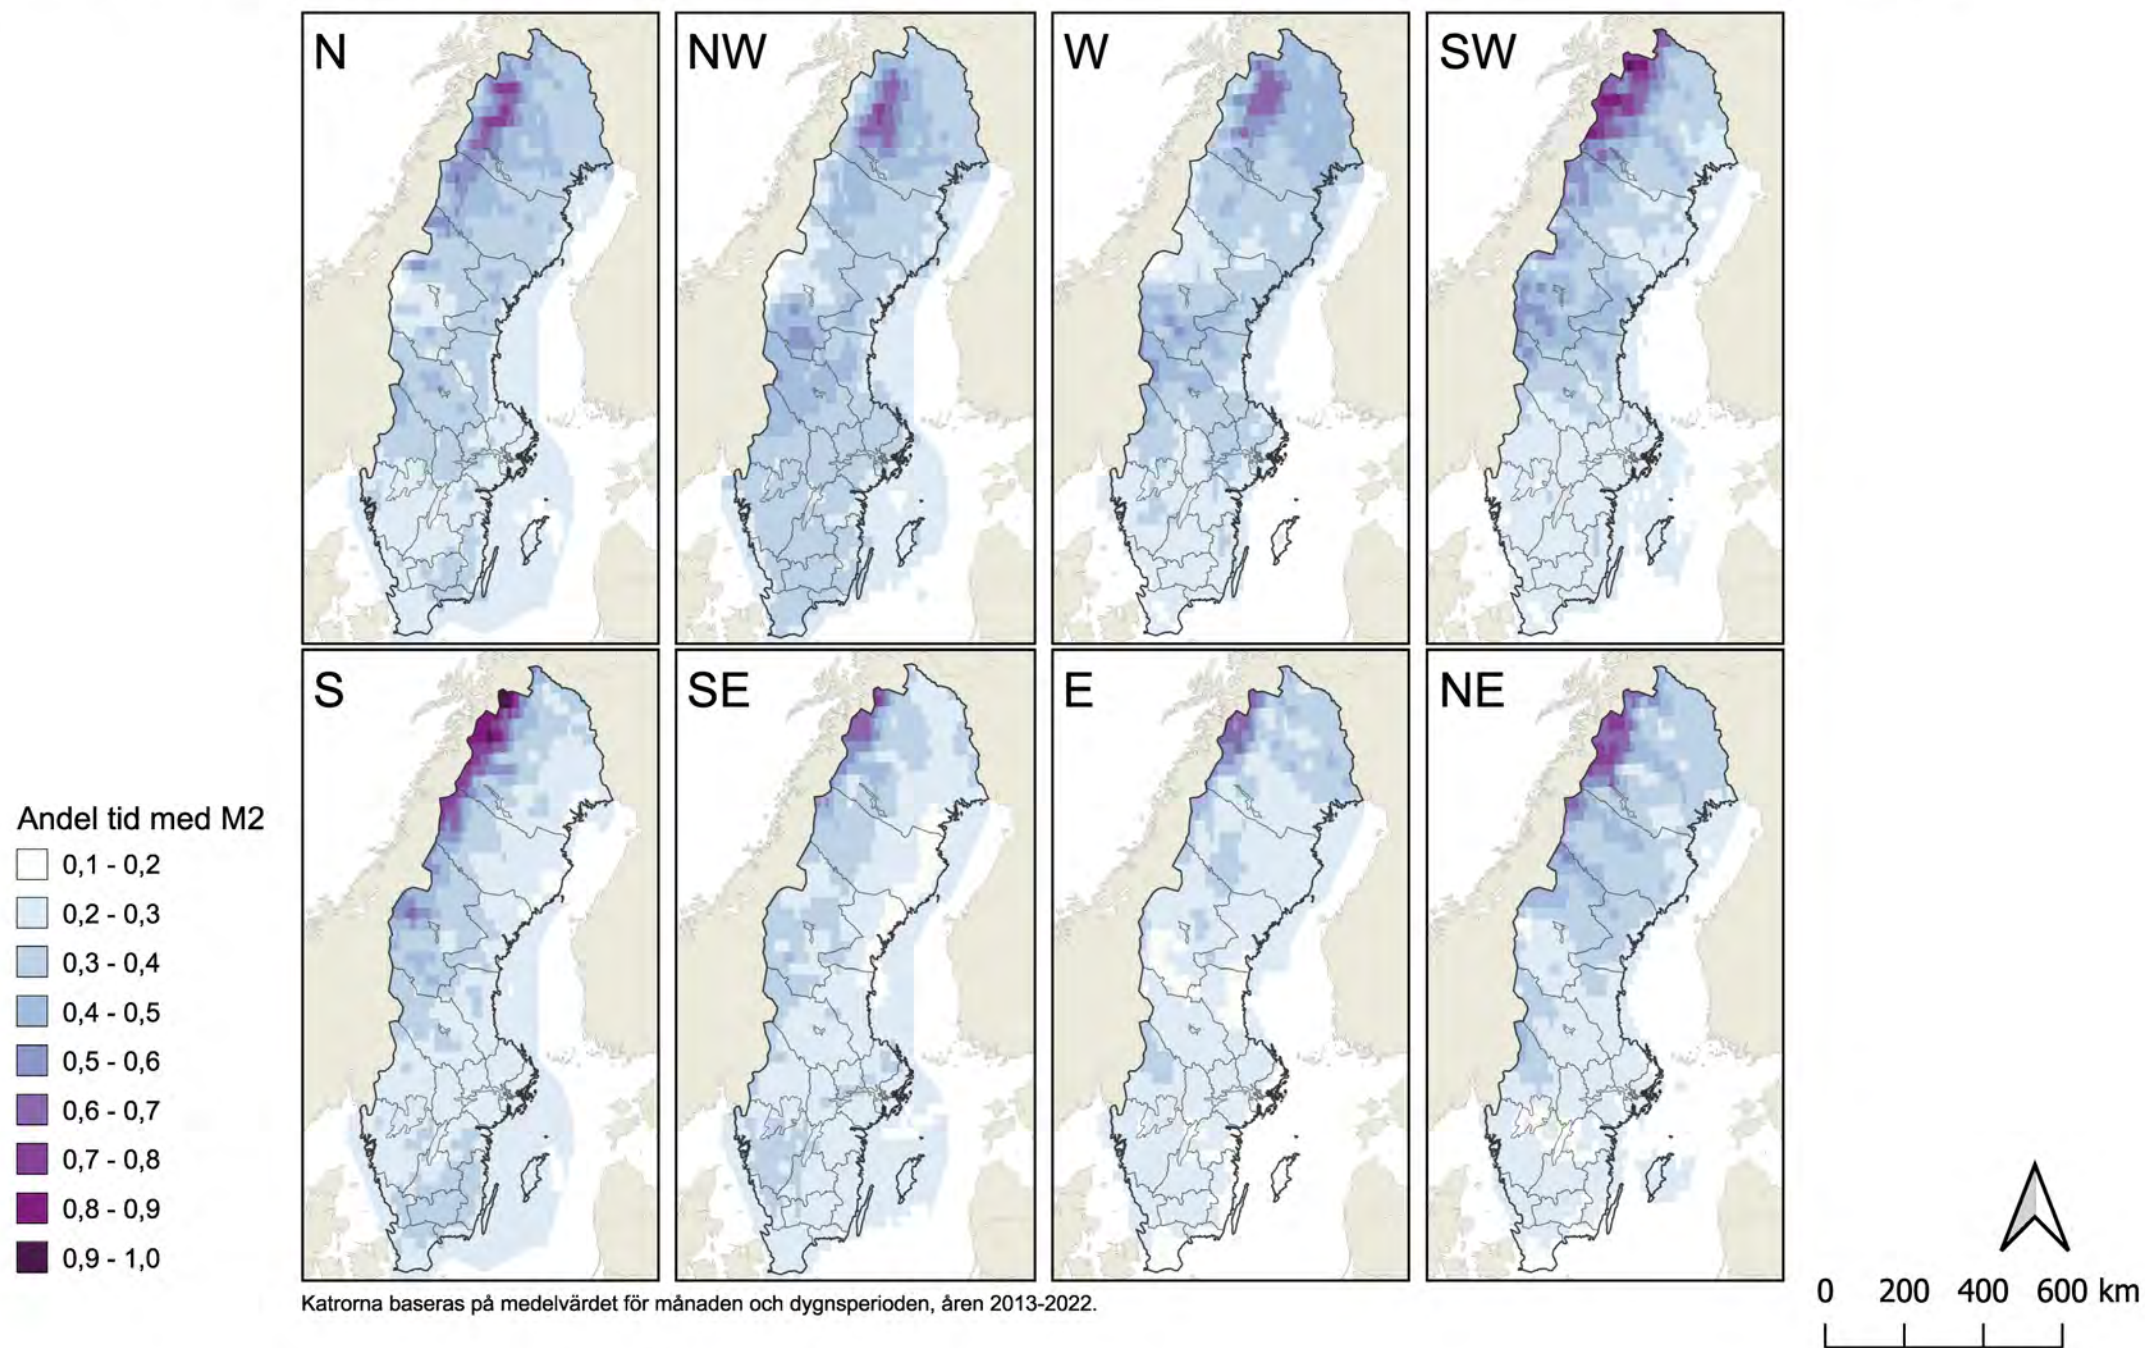 N
NW
W
SW
S
SE
E
NE
Andel tid med M2
0,1 - 0,2
0,2 - 0,3
0,3 - 0,4
0,4 - 0,5
0,5 - 0,6
0,6 - 0,7
0,7 - 0,8
0,8 - 0,9
0,9 - 1,0
Katrorna baseras på medelvärdet för månaden och dygnsperioden, åren 2013-2022.
0 200 400 600 km